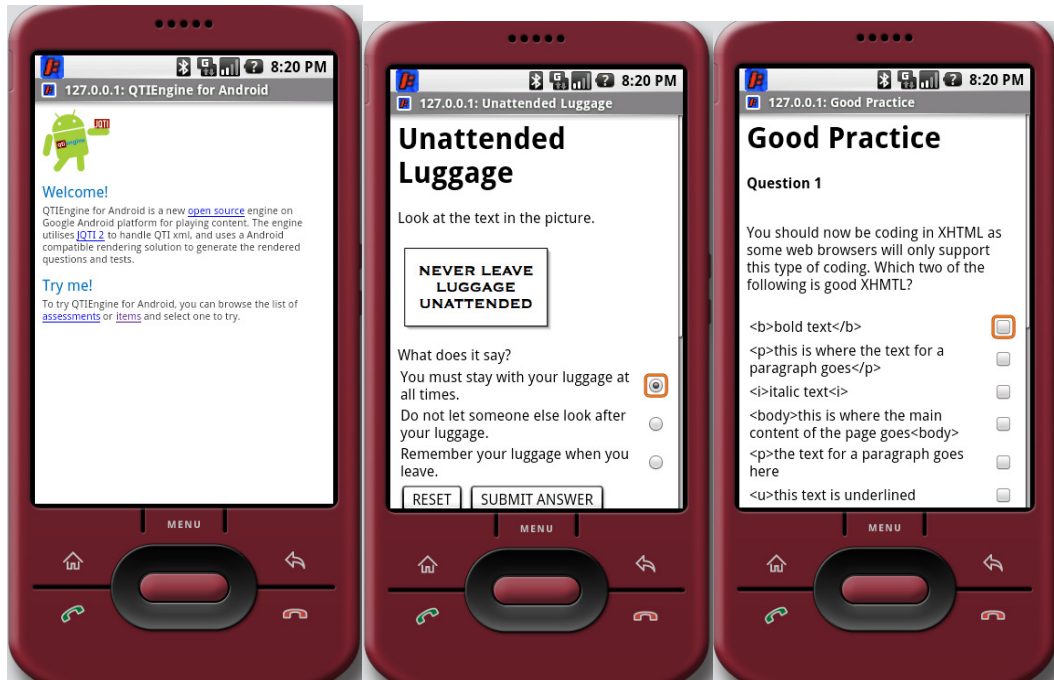 8:20 PM
127.0.0.1: QTIEngine for Android
JQTI
qti engine
Welcome!
QTIEngine for Android is a new open source engine on
Google Android platform for playing content. The engine
utilises JQTI 2 to handle QTI xml, and uses a Android
compatible rendering solution to generate the rendered
questions and tests.
Try me!
To try QTIEngine for Android, you can browse the list of
assessments or items and select one to try.
MENU
8:20 PM
127.0.0.1: Unattended Luggage
Unattended
Luggage
Look at the text in the picture.
NEVER LEAVE
LUGGAGE
UNATTENDED
What does it say?
You must stay with your luggage at
all times.
Do not let someone else look after
your luggage.
Remember your luggage when you
leave.
RESET SUBMIT ANSWER
MENU
8:20 PM
127.0.0.1: Good Practice
Good Practice
Question 1
You should now be coding in XHTML as
some web browsers will only support
this type of coding. Which two of the
following is good XHMTL?
<b>bold text</b>
<p>this is where the text for a
paragraph goes</p>
<i>italic text<i>
<body>this is where the main
content of the page goes<body>
<p>the text for a paragraph goes
here
<u>this text is underlined
MENU